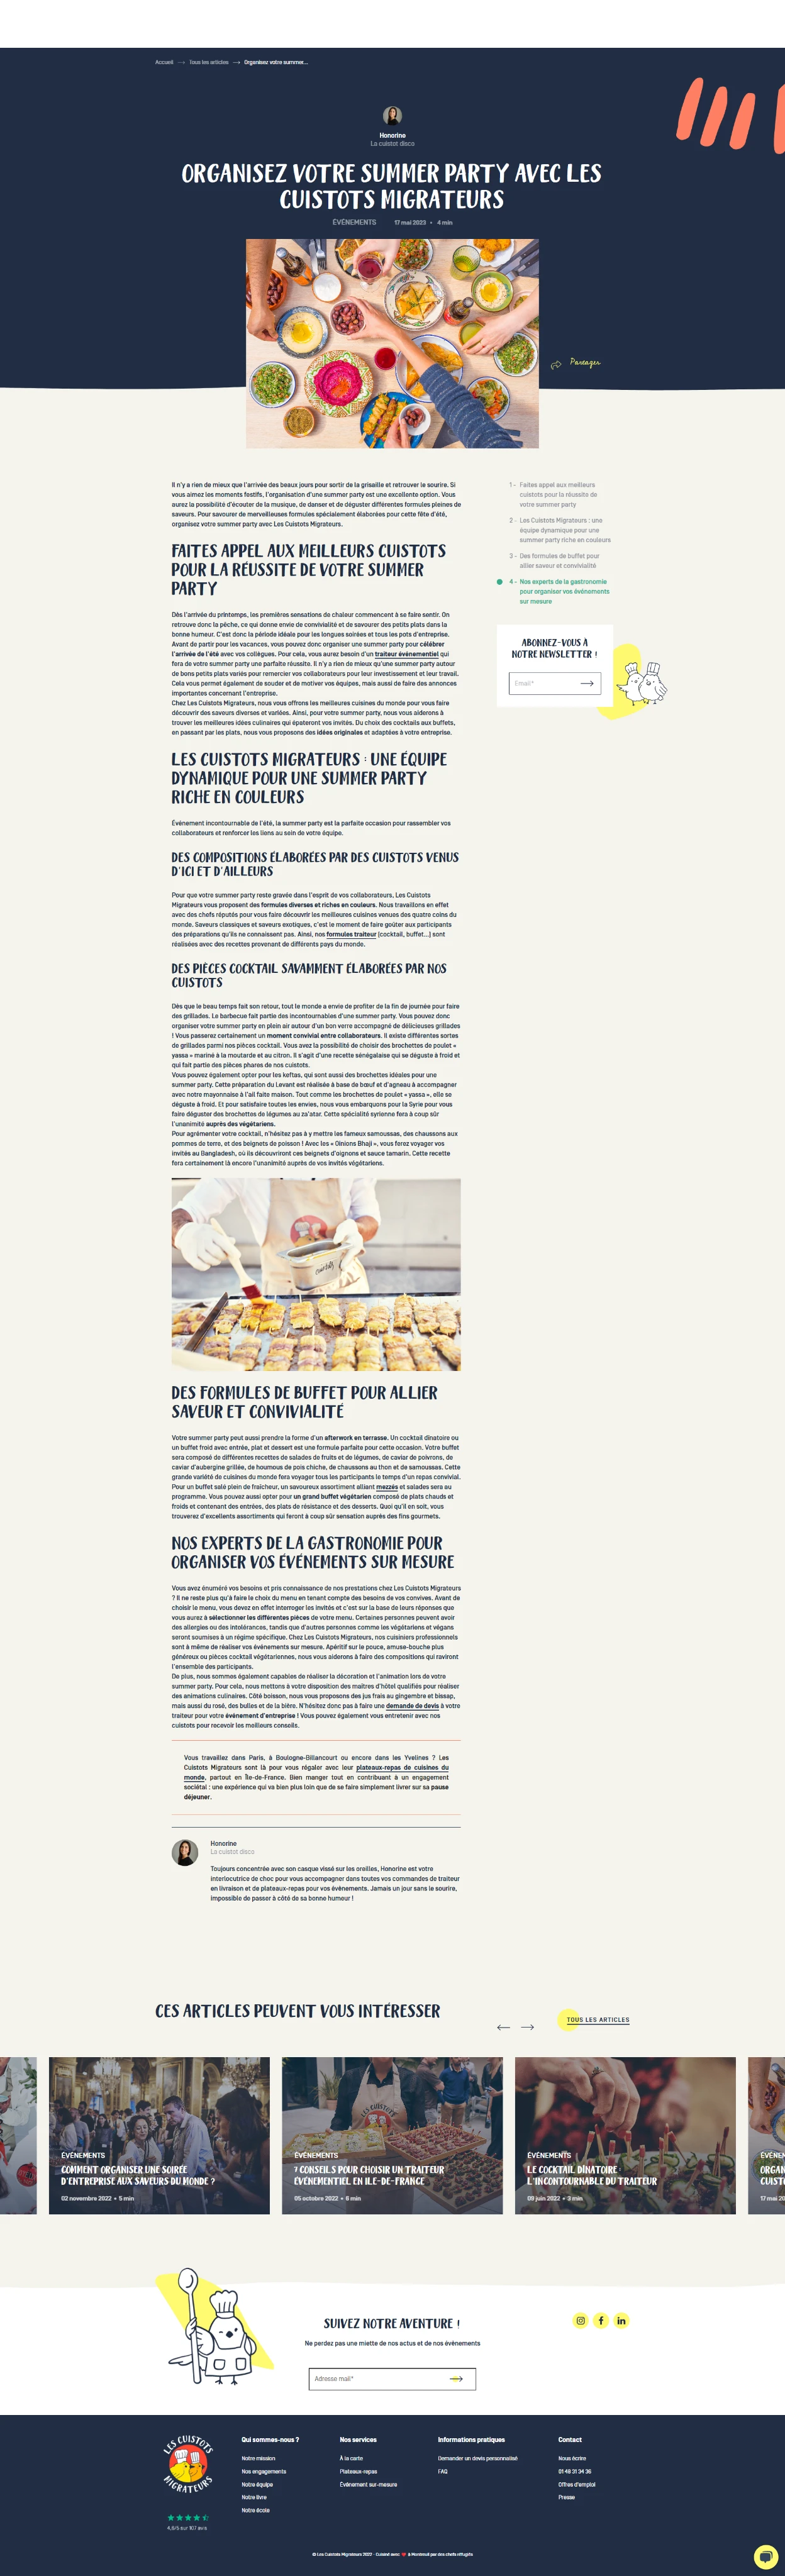 Accueil → Tous les articles → Organisez votre summer...
Honorine
La cuistot disco
ORGANISEZ VOTRE SUMMER PARTY AVEC LES
CUISTOTS MIGRATEURS
ÉVÉNEMENTS 17 mai 2023 • 4 min
Partager
Il n'y a rien de mieux que l'arrivée des beaux jours pour sortir de la grisaille et retrouver le sourire. Si
vous aimez les moments festifs, l'organisation d'une summer party est une excellente option. Vous
aurez la possibilité d'écouter de la musique, de danser et de déguster différentes formules pleines de
saveurs. Pour savourer de merveilleuses formules spécialement élaborées pour cette fête d'été,
organisez votre summer party avec Les Cuistots Migrateurs.
FAITES APPEL AUX MEILLEURS CUISTOTS
POUR LA RÉUSSITE DE VOTRE SUMMER
PARTY
Dès l'arrivée du printemps, les premières sensations de chaleur commencent à se faire sentir. On
retrouve donc la pêche, ce qui donne envie de convivialité et de savourer des petits plats dans la
bonne humeur. C'est donc la période idéale pour les longues soirées et tous les pots d'entreprise.
Avant de partir pour les vacances, vous pouvez donc organiser une summer party pour célébrer
l'arrivée de l'été avec vos collègues. Pour cela, vous aurez besoin d'un traiteur événementiel qui
fera de votre summer party une parfaite réussite. Il n'y a rien de mieux qu'une summer party autour
de bons petits plats variés pour remercier vos collaborateurs pour leur investissement et leur travail.
Cela vous permet également de souder et de motiver vos équipes, mais aussi de faire des annonces
importantes concernant l'entreprise.
Chez Les Cuistots Migrateurs, nous vous offrons les meilleures cuisines du monde pour vous faire
découvrir des saveurs diverses et variées. Ainsi, pour votre summer party, nous vous aiderons à
trouver les meilleures idées culinaires qui épateront vos invités. Du choix des cocktails aux buffets,
en passant par les plats, nous vous proposons des idées originales et adaptées à votre entreprise.
LES CUISTOTS MIGRATEURS : UNE ÉQUIPE
DYNAMIQUE POUR UNE SUMMER PARTY
RICHE EN COULEURS
Événement incontournable de l'été, la summer party est la parfaite occasion pour rassembler vos
collaborateurs et renforcer les liens au sein de votre équipe.
DES COMPOSITIONS ÉLABORÉES PAR DES CUISTOTS VENUS
D'ICI ET D'AILLEURS
Pour que votre summer party reste gravée dans l'esprit de vos collaborateurs, Les Cuistots
Migrateurs vous proposent des formules diverses et riches en couleurs. Nous travaillons en effet
avec des chefs réputés pour vous faire découvrir les meilleures cuisines venues des quatre coins du
monde. Saveurs classiques et saveurs exotiques, c'est le moment de faire goûter aux participants
des préparations qu'ils ne connaissent pas. Ainsi, nos formules traiteur (cocktail, buffet…) sont
réalisées avec des recettes provenant de différents pays du monde.
DES PIÈCES COCKTAIL SAVAMMENT ÉLABORÉES PAR NOS
CUISTOTS
Dès que le beau temps fait son retour, tout le monde a envie de profiter de la fin de journée pour faire
des grillades. Le barbecue fait partie des incontournables d'une summer party. Vous pouvez donc
organiser votre summer party en plein air autour d'un bon verre accompagné de délicieuses grillades
! Vous passerez certainement un moment convivial entre collaborateurs. Il existe différentes sortes
de grillades parmi nos pièces cocktail. Vous avez la possibilité de choisir des brochettes de poulet «
yassa » mariné à la moutarde et au citron. Il s'agit d'une recette sénégalaise qui se déguste à froid et
qui fait partie des pièces phares de nos cuistots.
Vous pouvez également opter pour les keftas, qui sont aussi des brochettes idéales pour une
summer party. Cette préparation du Levant est réalisée à base de bœuf et d'agneau à accompagner
avec notre mayonnaise à l'ail faite maison. Tout comme les brochettes de poulet « yassa », elle se
déguste à froid. Et pour satisfaire toutes les envies, nous vous embarquons pour la Syrie pour vous
faire déguster des brochettes de légumes au za'atar. Cette spécialité syrienne fera à coup sûr
l'unanimité auprès des végétariens.
Pour agrémenter votre cocktail, n'hésitez pas à y mettre les fameux samoussas, des chaussons aux
pommes de terre, et des beignets de poisson ! Avec les « Oinions Bhaji », vous ferez voyager vos
invités au Bangladesh, où ils découvriront ces beignets d'oignons et sauce tamarin. Cette recette
fera certainement là encore l'unanimité auprès de vos invités végétariens.
cuistots
DES FORMULES DE BUFFET POUR ALLIER
SAVEUR ET CONVIVIALITÉ
Votre summer party peut aussi prendre la forme d'un afterwork en terrasse. Un cocktail dînatoire ou
un buffet froid avec entrée, plat et dessert est une formule parfaite pour cette occasion. Votre buffet
sera composé de différentes recettes de salades de fruits et de légumes, de caviar de poivrons, de
caviar d'aubergine grillée, de houmous de pois chiche, de chaussons au thon et de samoussas. Cette
grande variété de cuisines du monde fera voyager tous les participants le temps d'un repas convivial.
Pour un buffet salé plein de fraîcheur, un savoureux assortiment alliant mezzés et salades sera au
programme. Vous pouvez aussi opter pour un grand buffet végétarien composé de plats chauds et
froids et contenant des entrées, des plats de résistance et des desserts. Quoi qu'il en soit, vous
trouverez d'excellents assortiments qui feront à coup sûr sensation auprès des fins gourmets.
NOS EXPERTS DE LA GASTRONOMIE POUR
ORGANISER VOS ÉVÉNEMENTS SUR MESURE
Vous avez énuméré vos besoins et pris connaissance de nos prestations chez Les Cuistots Migrateurs
? Il ne reste plus qu'à faire le choix du menu en tenant compte des besoins de vos convives. Avant de
choisir le menu, vous devez en effet interroger les invités et c'est sur la base de leurs réponses que
vous aurez à sélectionner les différentes pièces de votre menu. Certaines personnes peuvent avoir
des allergies ou des intolérances, tandis que d'autres personnes comme les végétariens et végans
seront soumises à un régime spécifique. Chez Les Cuistots Migrateurs, nos cuisiniers professionnels
sont à même de réaliser vos événements sur mesure. Apéritif sur le pouce, amuse-bouche plus
généreux ou pièces cocktail végétariennes, nous vous aiderons à faire des compositions qui raviront
l'ensemble des participants.
De plus, nous sommes également capables de réaliser la décoration et l'animation lors de votre
summer party. Pour cela, nous mettons à votre disposition des maîtres d'hôtel qualifiés pour réaliser
des animations culinaires. Côté boisson, nous vous proposons des jus frais au gingembre et bissap,
mais aussi du rosé, des bulles et de la bière. N'hésitez donc pas à faire une demande de devis à votre
traiteur pour votre événement d'entreprise ! Vous pouvez également vous entretenir avec nos
cuistots pour recevoir les meilleurs conseils.
Vous travaillez dans Paris, à Boulogne-Billancourt ou encore dans les Yvelines ? Les
Cuistots Migrateurs sont là pour vous régaler avec leur plateaux-repas de cuisines du
monde, partout en Île-de-France. Bien manger tout en contribuant à un engagement
sociétal : une expérience qui va bien plus loin que de se faire simplement livrer sur sa pause
déjeuner.
Honorine
La cuistot disco
Toujours concentrée avec son casque vissé sur les oreilles, Honorine est votre
interlocutrice de choc pour vous accompagner dans toutes vos commandes de traiteur
en livraison et de plateaux-repas pour vos événements. Jamais un jour sans le sourire,
impossible de passer à côté de sa bonne humeur !
1 - Faites appel aux meilleurs
cuistots pour la réussite de
votre summer party
2 - Les Cuistots Migrateurs : une
équipe dynamique pour une
summer party riche en couleurs
3 - Des formules de buffet pour
allier saveur et convivialité
4 - Nos experts de la gastronomie
pour organiser vos événements
sur mesure
ABONNEZ-VOUS À
NOTRE NEWSLETTER !
Email*
CES ARTICLES PEUVENT VOUS INTÉRESSER
TOUS LES ARTICLES
ÉVÉNEMENTS
COMMENT ORGANISER UNE SOIRÉE
D'ENTREPRISE AUX SAVEURS DU MONDE ?
02 novembre 2022 • 5 min
LES CUISTOTS
ÉVÉNEMENTS
7 CONSEILS POUR CHOISIR UN TRAITEUR
ÉVÉNEMENTIEL EN ILE-DE-FRANCE
05 octobre 2022 • 6 min
ÉVÉNEMENTS
LE COCKTAIL DÎNATOIRE :
L'INCONTOURNABLE DU TRAITEUR
09 juin 2022 • 3 min
ÉVÉNEM
ORGAN
CUISTO
17 mai 20
SUIVEZ NOTRE AVENTURE !
Ne perdez pas une miette de nos actus et de nos événements
Adresse mail*
LES CUISTOTS
MIGRATEURS
4,6/5 sur 107 avis
Qui sommes-nous ?
Notre mission
Nos engagements
Notre équipe
Notre livre
Notre école
Nos services
À la carte
Plateaux-repas
Événement sur-mesure
Informations pratiques
Demander un devis personnalisé
FAQ
Contact
Nous écrire
01 48 31 34 36
Offres d'emploi
Presse
© Les Cuistots Migrateurs 2022 - Cuisiné avec ❤ à Montreuil par des chefs réfugiés